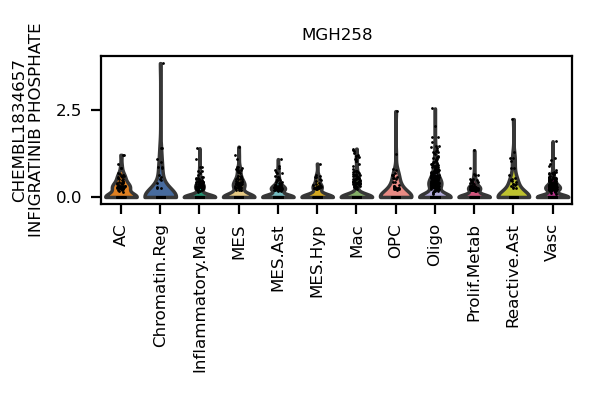 MGH258
CHEMBL1834657
INFIGRATINIB PHOSPHATE
2.5
0.0
AC
Chromatin.Reg
Inflammatory.Mac
MES
MES.Ast
MES.Hyp
Mac
OPC
Oligo
Prolif.Metab
Reactive.Ast
Vasc